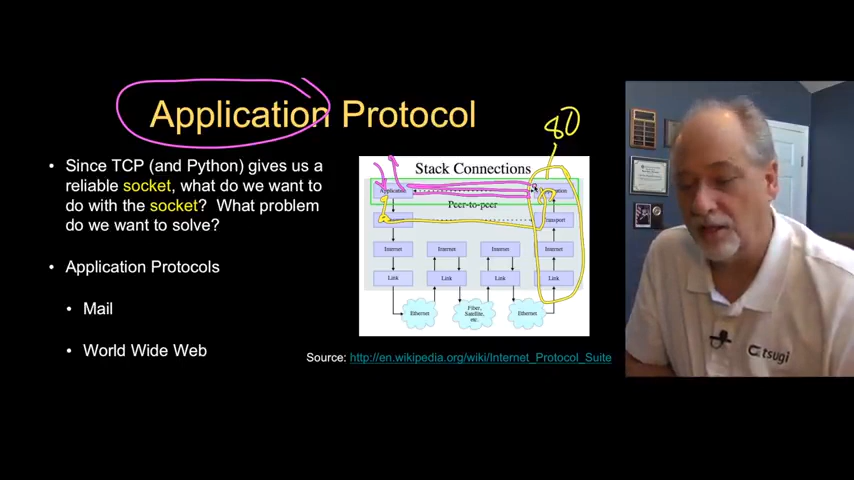 80
Application Protocol
• Since TCP (and Python) gives us a
reliable socket, what do we want to
do with the socket? What problem
do we want to solve?
• Application Protocols
• Mail
• World Wide Web
Stack Connections
Application
Peer-to-peer
Internet Internet Internet Internet
Link Link Link Link
Ethernet Fiber, Satellite, etc. Ethernet
Source: http://en.wikipedia.org/wiki/Internet_Protocol_Suite
tsugi